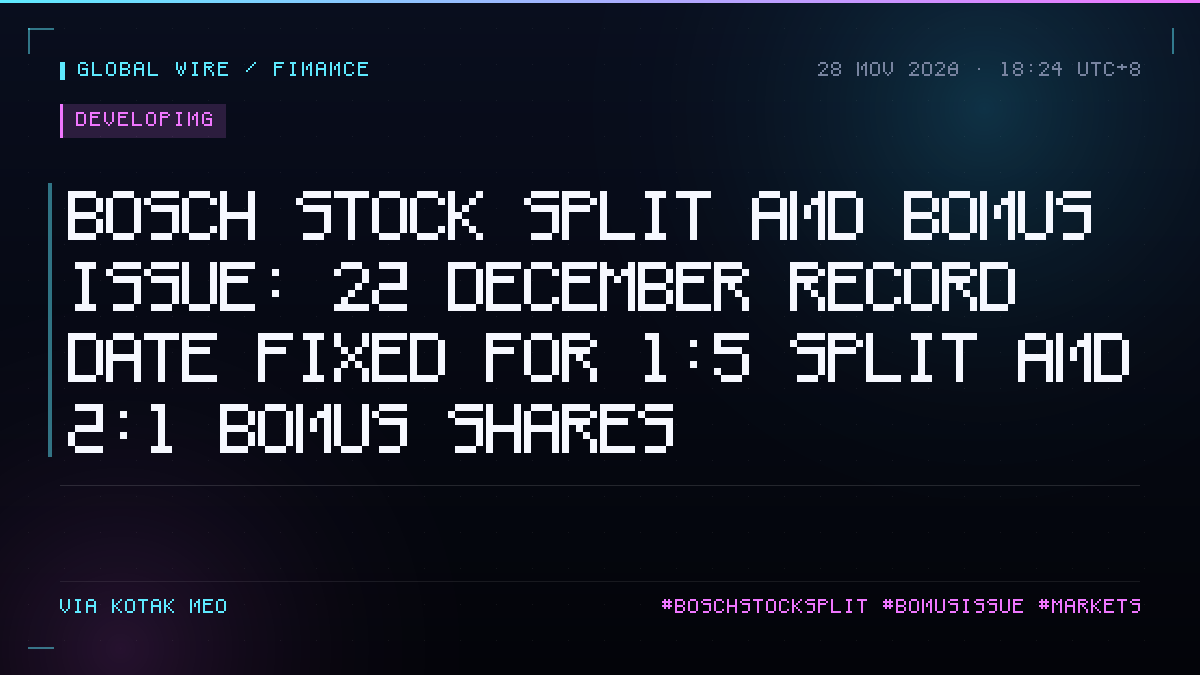 GLOBAL WIRE / FINANCE
28 NOV 2026 · 18:24 UTC+8
DEVELOPING
BOSCH STOCK SPLIT AND BONUS
ISSUE: 22 DECEMBER RECORD
DATE FIXED FOR 1:5 SPLIT AND
2:1 BONUS SHARES
VIA KOTAK NEO
#BOSCHSTOCKSPLIT #BONUSISSUE #MARKETS